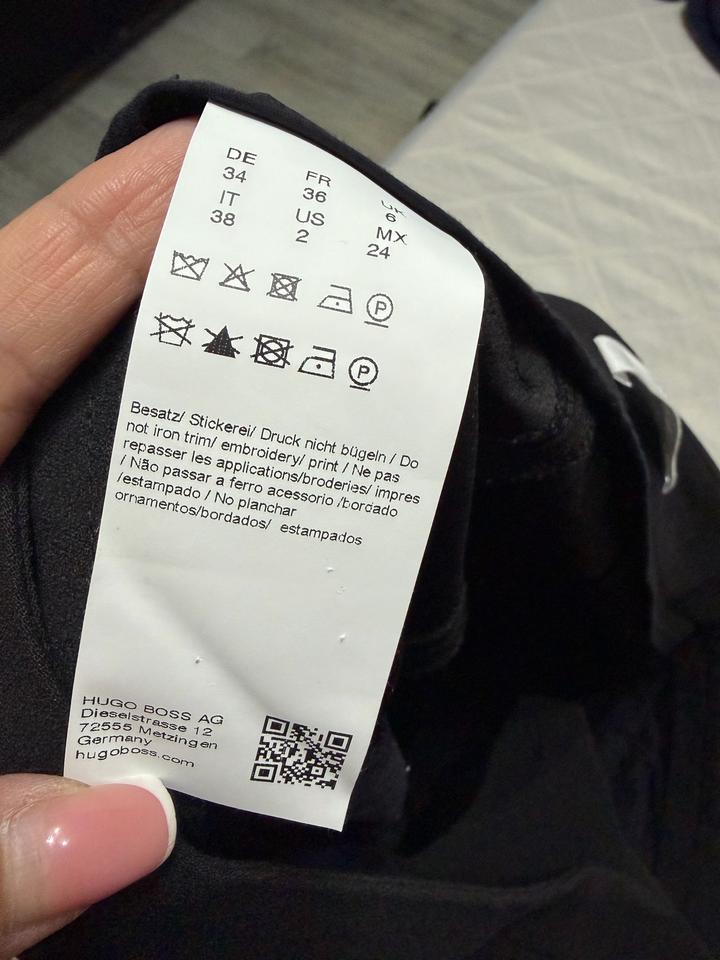 DE FR UK
34 36 6
IT US MX
38 2 24
P
P
Besatz/ Stickerei/ Druck nicht bügeln / Do
not iron trim/ embroidery/ print / Ne pas
repasser les applications/broderies/ impres
/ Não passar a ferro acessorio /bordado
/estampado / No planchar
ornamentos/bordados/ estampados
HUGO BOSS AG
Dieselstrasse 12
72555 Metzingen
Germany
hugoboss.com